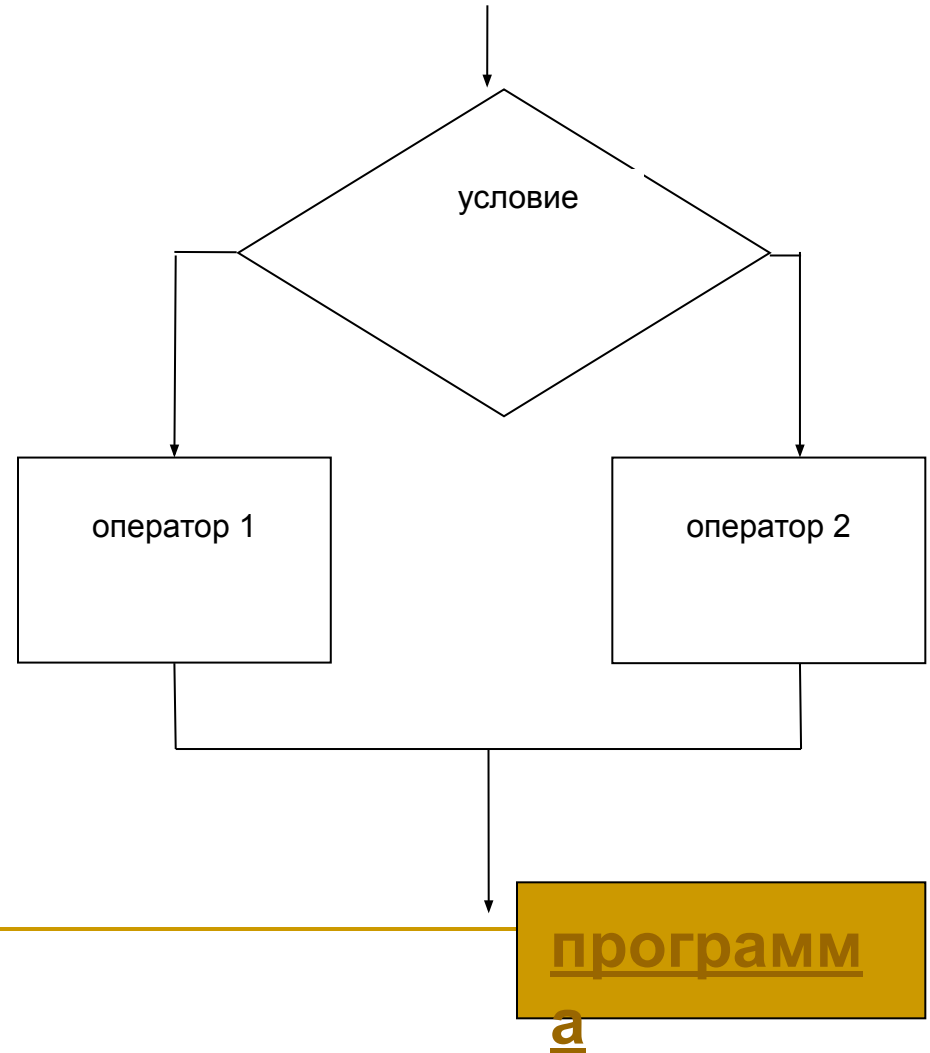 условие
оператор 1
оператор 2
программ
а